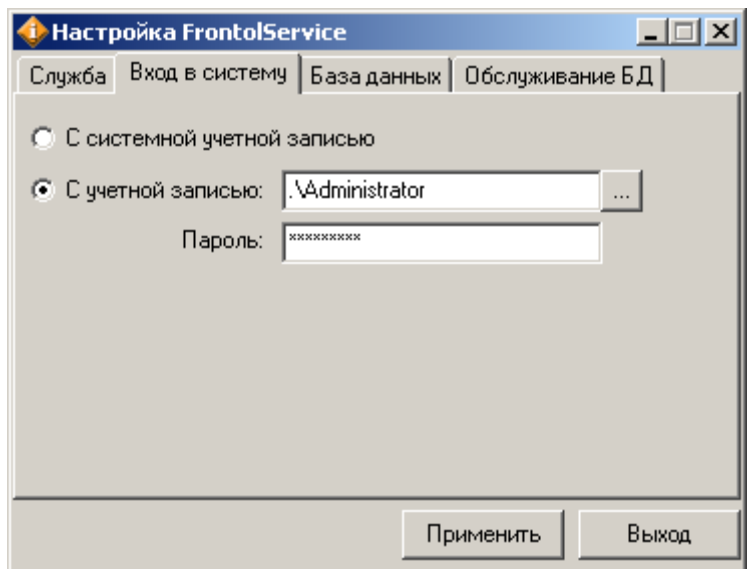 Настройка FrontolService
Служба Вход в систему База данных Обслуживание БД
С системной учетной записью
С учетной записью: .\Administrator ...
Пароль: *********
Применить Выход